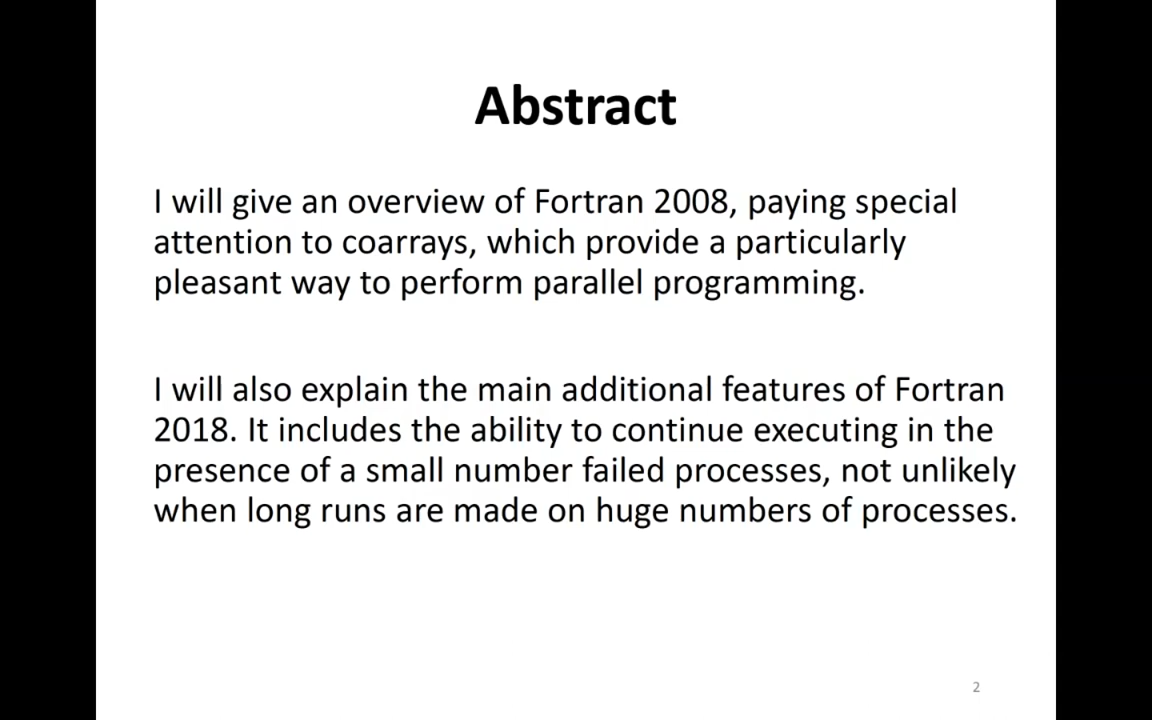 Abstract
I will give an overview of Fortran 2008, paying special
attention to coarrays, which provide a particularly
pleasant way to perform parallel programming.
I will also explain the main additional features of Fortran
2018. It includes the ability to continue executing in the
presence of a small number failed processes, not unlikely
when long runs are made on huge numbers of processes.
2